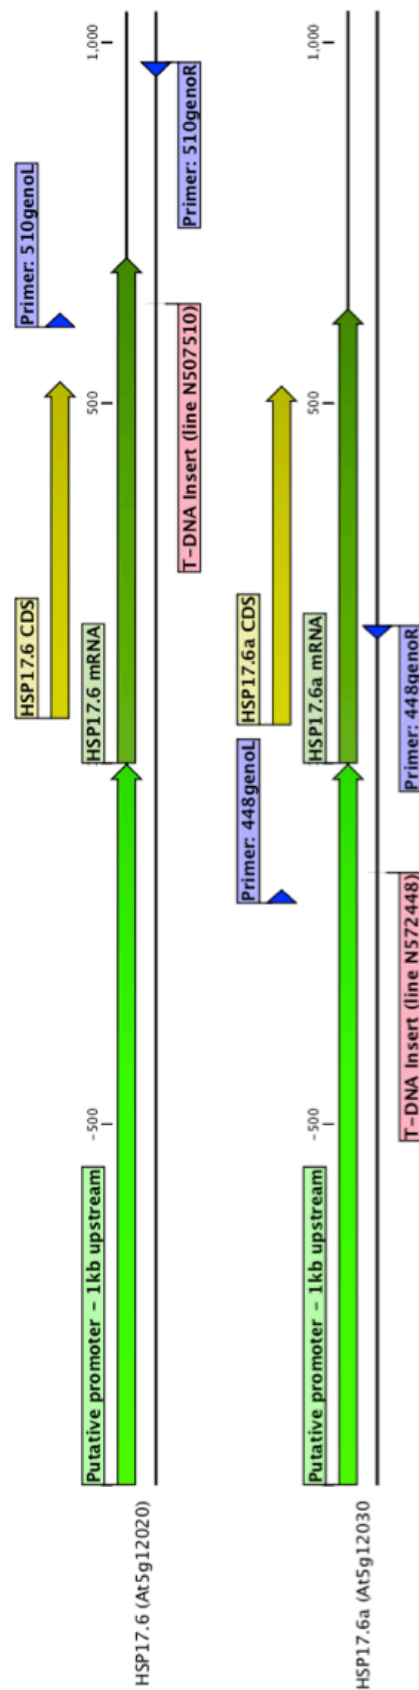 HSP17.6 (At5g12020)
Putative promoter – 1kb upstream
-500
HSP17.6 mRNA
HSP17.6 CDS
500
T-DNA Insert (line N507510)
Primer: 510genoL
Primer: 510genoR
1,000
HSP17.6a (At5g12030
Putative promoter – 1kb upstream
-500
T-DNA Insert (line N572448)
Primer: 448genoL
HSP17.6a mRNA
HSP17.6a CDS
Primer: 448genoR
500
1,000